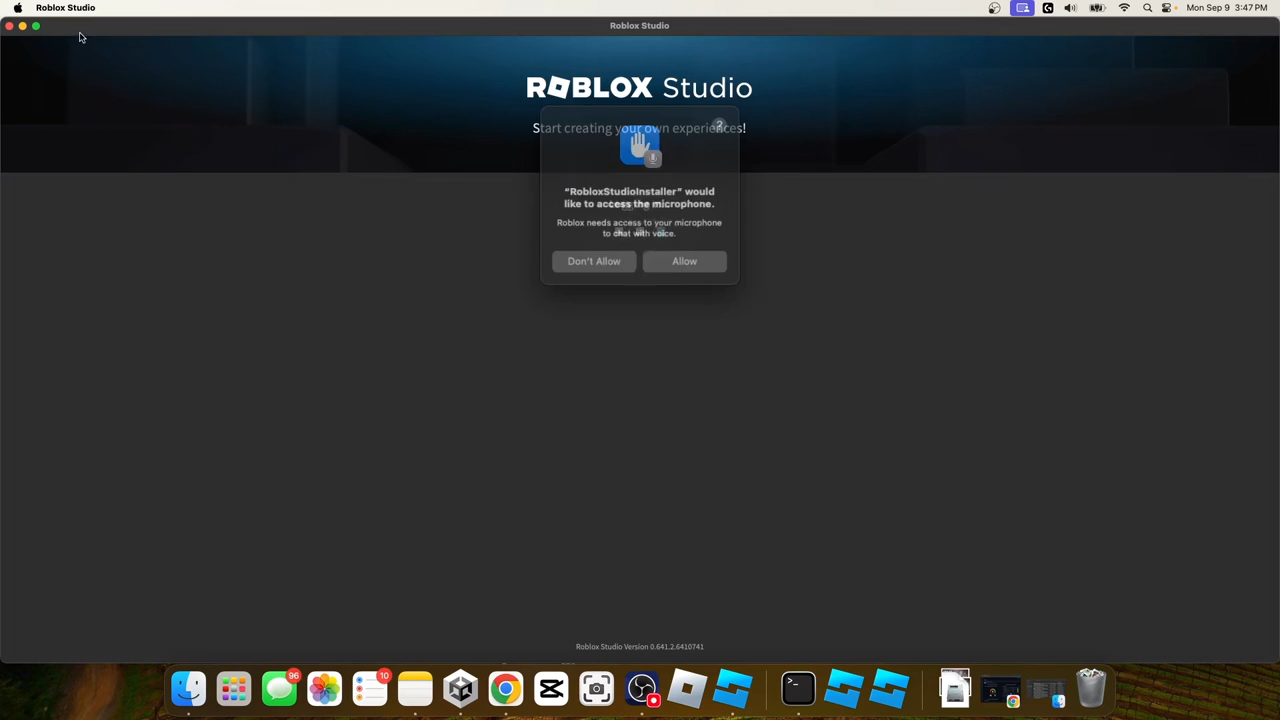 Roblox Studio
Mon Sep 9 3:47 PM
Roblox Studio
ROBLOX Studio
Start creating your own experiences!
?
"RobloxStudioInstaller" would
like to access the microphone.
Roblox needs access to your microphone
to chat with voice.
Don't Allow
Allow
Roblox Studio Version 0.641.2.6410741
96
10